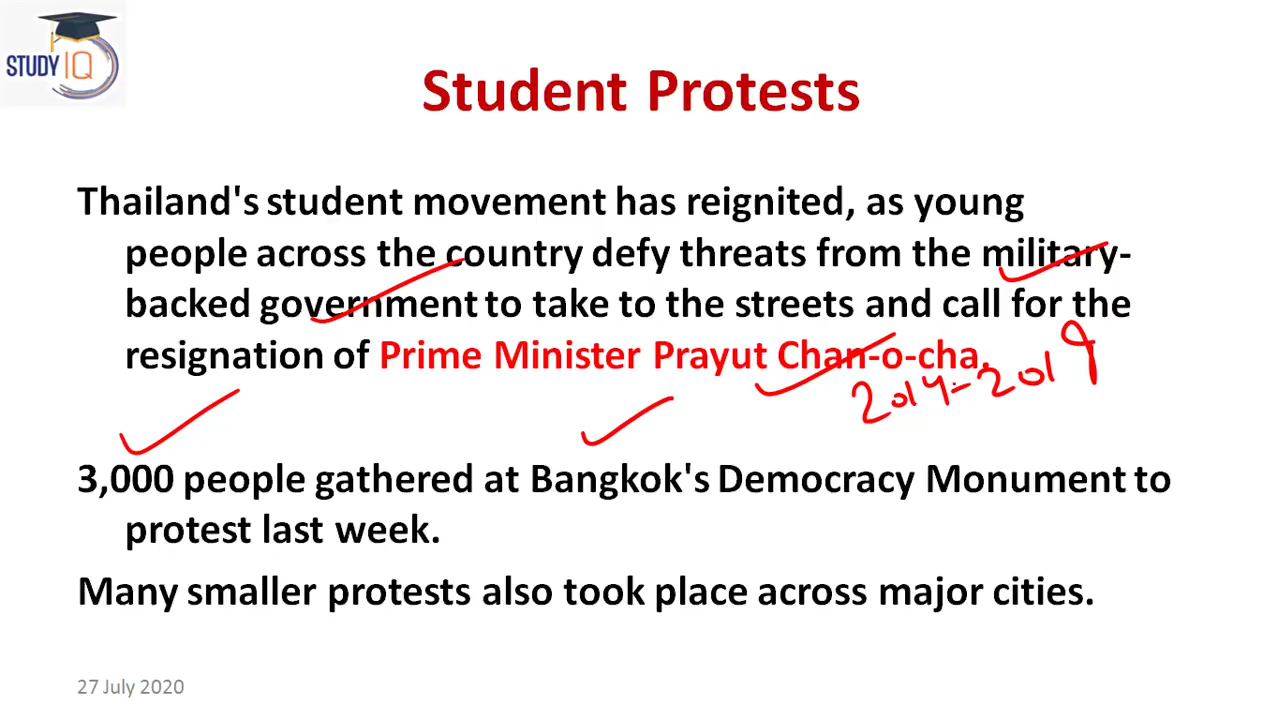 STUDY IQ
Student Protests
Thailand's student movement has reignited, as young
people across the country defy threats from the military-
backed government to take to the streets and call for the
resignation of Prime Minister Prayut Chan-o-cha.
2014-2019
3,000 people gathered at Bangkok's Democracy Monument to
protest last week.
Many smaller protests also took place across major cities.
27 July 2020